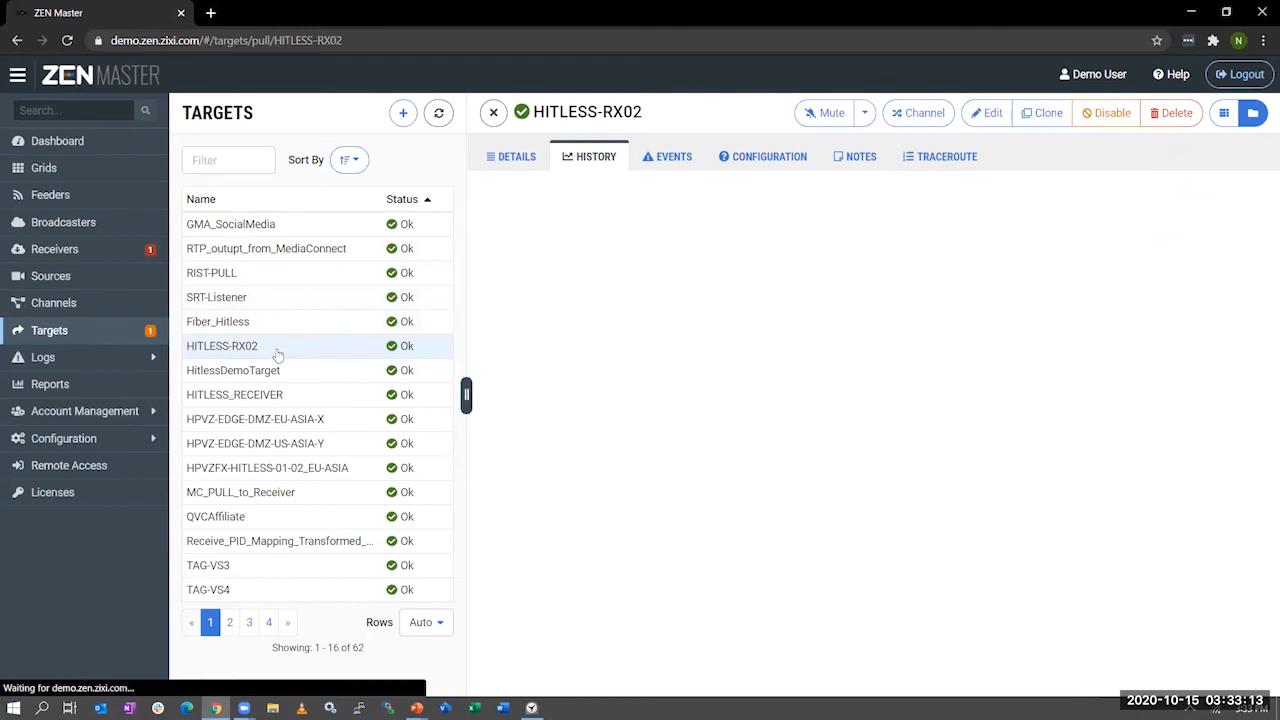 ZEN Master
demo.zen.zixi.com/#/targets/pull/HITLESS-RX02
N
ZEN MASTER
Demo User
Help
Logout
Search...
Dashboard
Grids
Feeders
Broadcasters
Receivers 1
Sources
Channels
Targets 1
Logs
Reports
Account Management
Configuration
Remote Access
Licenses
TARGETS
Filter
Sort By
Name Status
GMA_SocialMedia Ok
RTP_outupt_from_MediaConnect Ok
RIST-PULL Ok
SRT-Listener Ok
Fiber_Hitless Ok
HITLESS-RX02 Ok
HitlessDemoTarget Ok
HITLESS_RECEIVER Ok
HPVZ-EDGE-DMZ-EU-ASIA-X Ok
HPVZ-EDGE-DMZ-US-ASIA-Y Ok
HPVZFX-HITLESS-01-02_EU-ASIA Ok
MC_PULL_to_Receiver Ok
QVCAffiliate Ok
Receive_PID_Mapping_Transformed_... Ok
TAG-VS3 Ok
TAG-VS4 Ok
« 1 2 3 4 » Rows Auto
Showing: 1 - 16 of 62
HITLESS-RX02
Mute Channel Edit Clone Disable Delete
DETAILS HISTORY EVENTS CONFIGURATION NOTES TRACEROUTE
Waiting for demo.zen.zixi.com...
2020-10-15 03:33:13